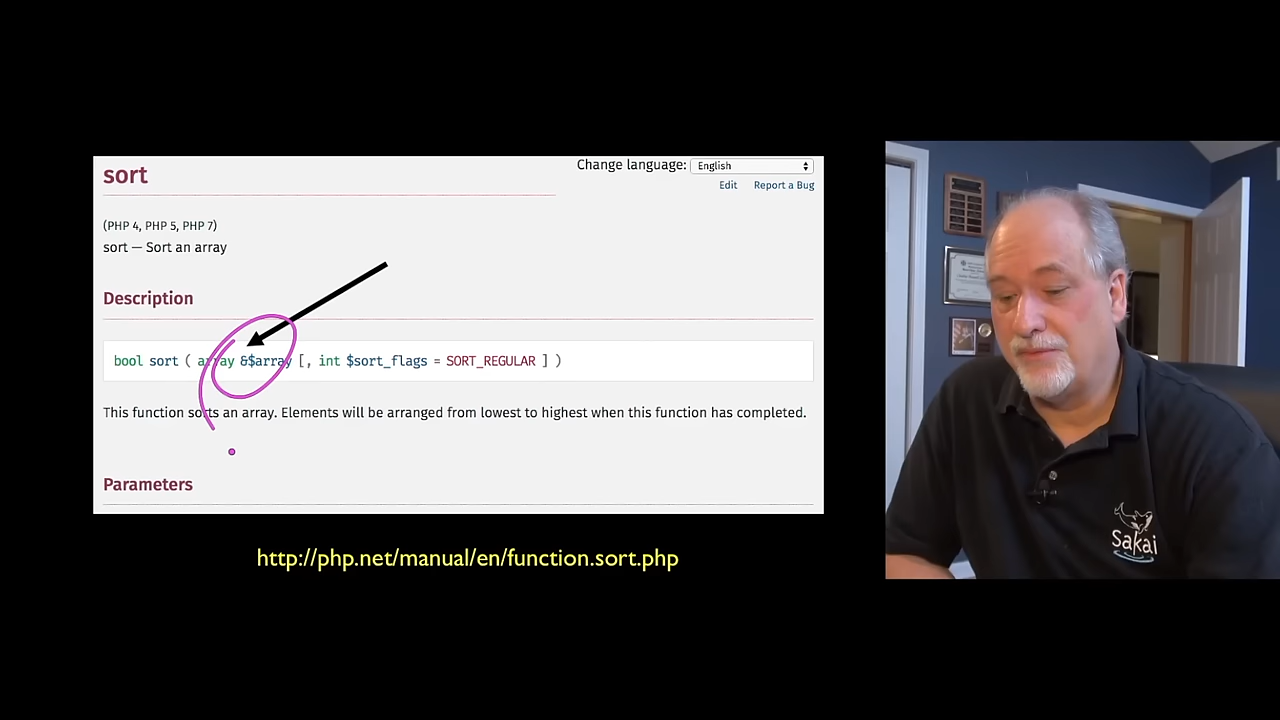 sort
Change language: English
Edit Report a Bug
(PHP 4, PHP 5, PHP 7)
sort — Sort an array
Description
bool sort ( array &$array [, int $sort_flags = SORT_REGULAR ] )
This function sorts an array. Elements will be arranged from lowest to highest when this function has completed.
Parameters
http://php.net/manual/en/function.sort.php
sakai